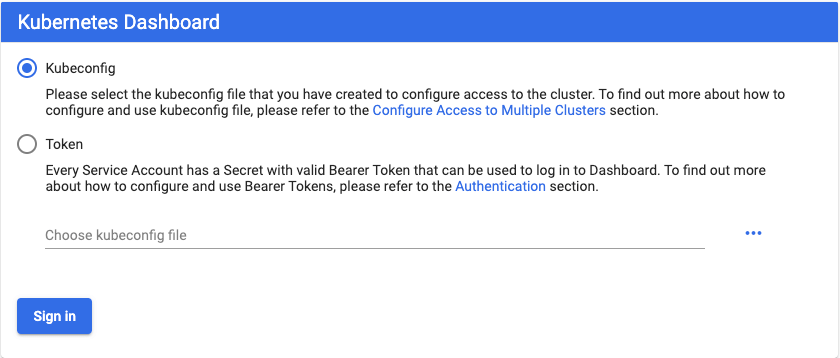 Kubernetes Dashboard
Kubeconfig
Please select the kubeconfig file that you have created to configure access to the cluster. To find out more about how to
configure and use kubeconfig file, please refer to the Configure Access to Multiple Clusters section.
Token
Every Service Account has a Secret with valid Bearer Token that can be used to log in to Dashboard. To find out more
about how to configure and use Bearer Tokens, please refer to the Authentication section.
Choose kubeconfig file
Sign in